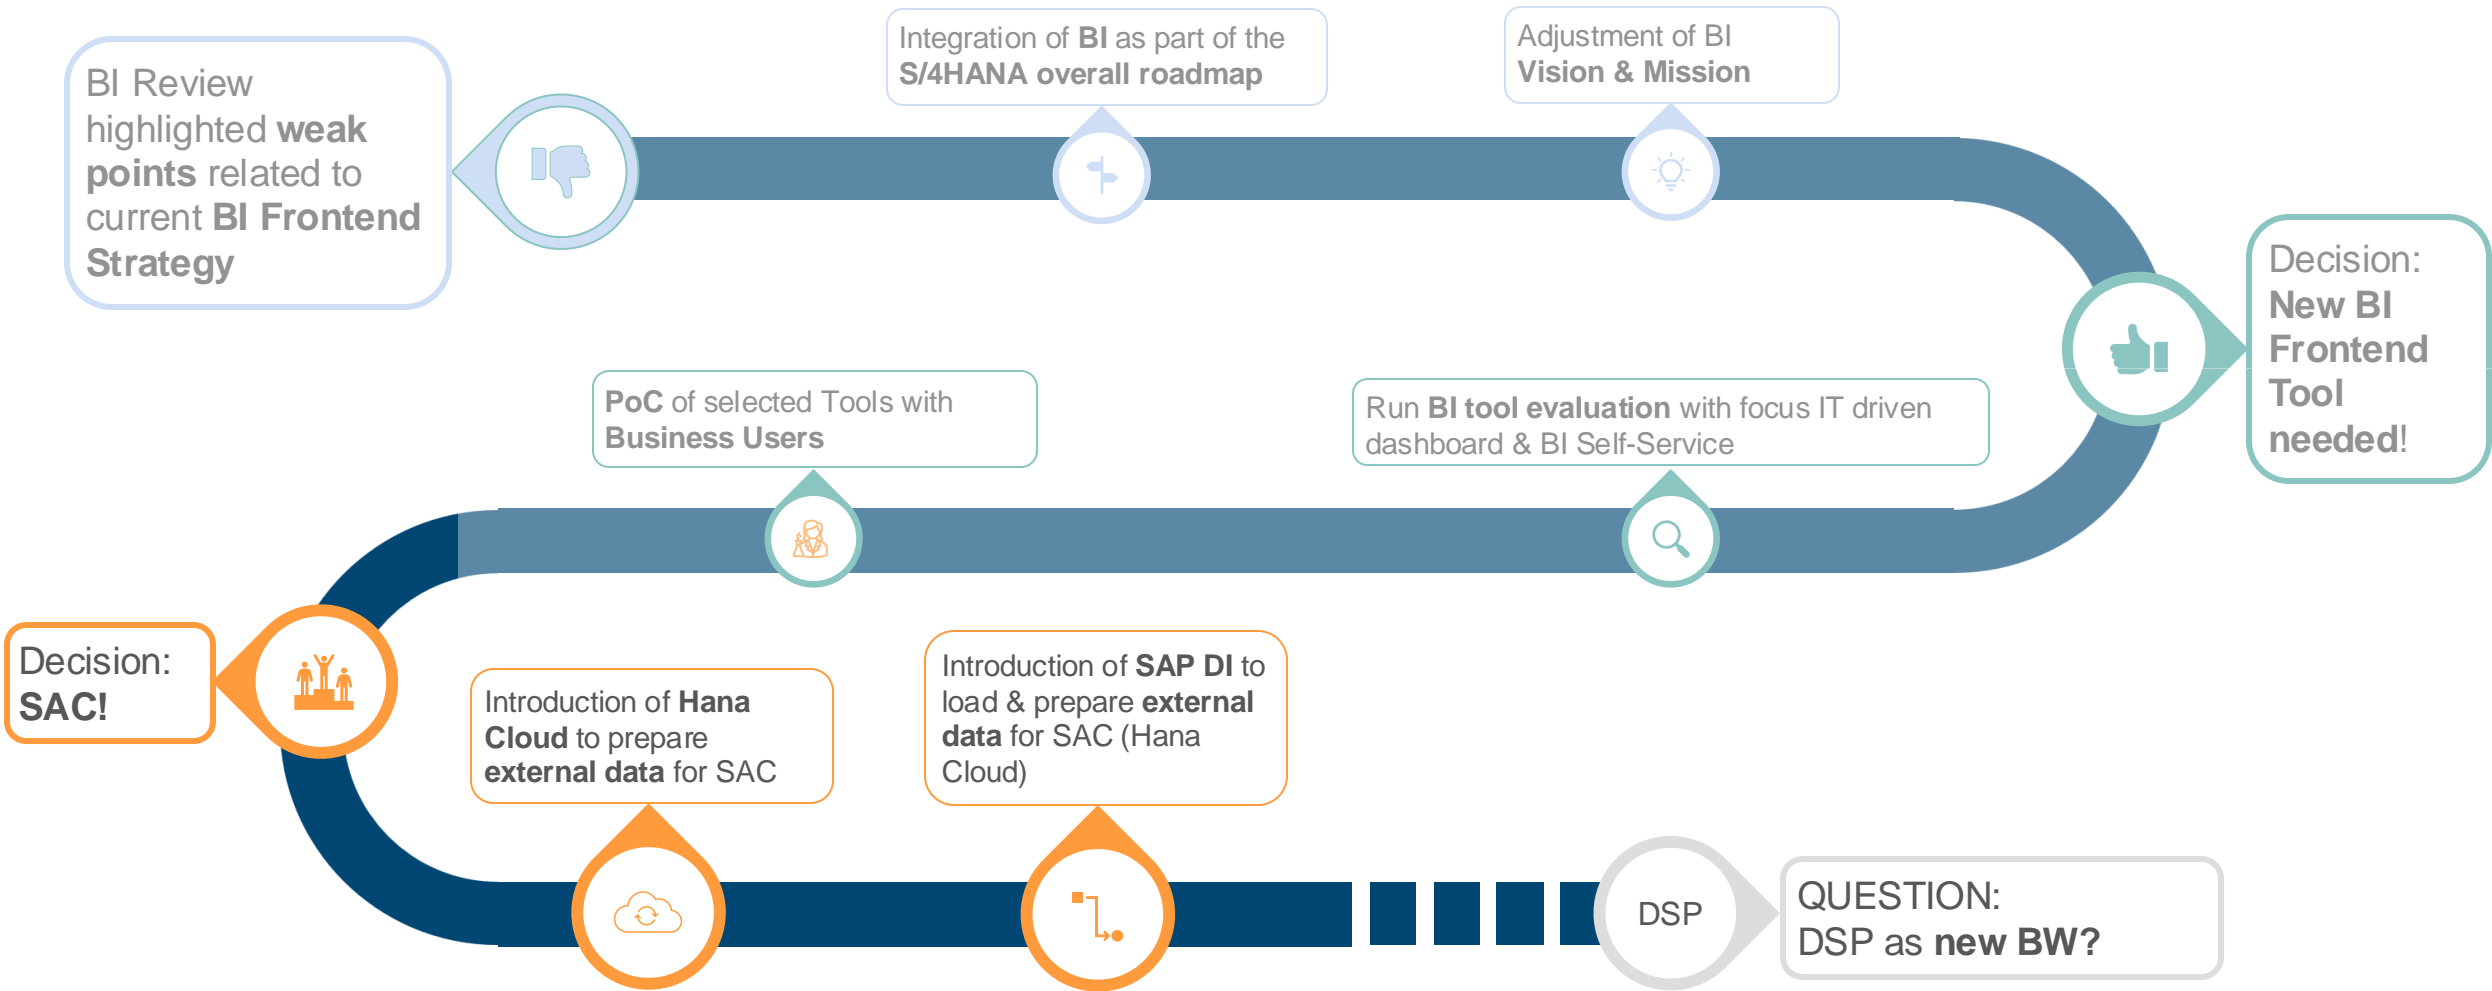 BI Review
highlighted weak
points related to
current BI Frontend
Strategy
Integration of BI as part of the
S/4HANA overall roadmap
Adjustment of BI
Vision & Mission
Decision:
New BI
Frontend
Tool
needed!
Run BI tool evaluation with focus IT driven
dashboard & BI Self-Service
PoC of selected Tools with
Business Users
Decision:
SAC!
Introduction of Hana
Cloud to prepare
external data for SAC
Introduction of SAP DI to
load & prepare external
data for SAC (Hana
Cloud)
DSP
QUESTION:
DSP as new BW?